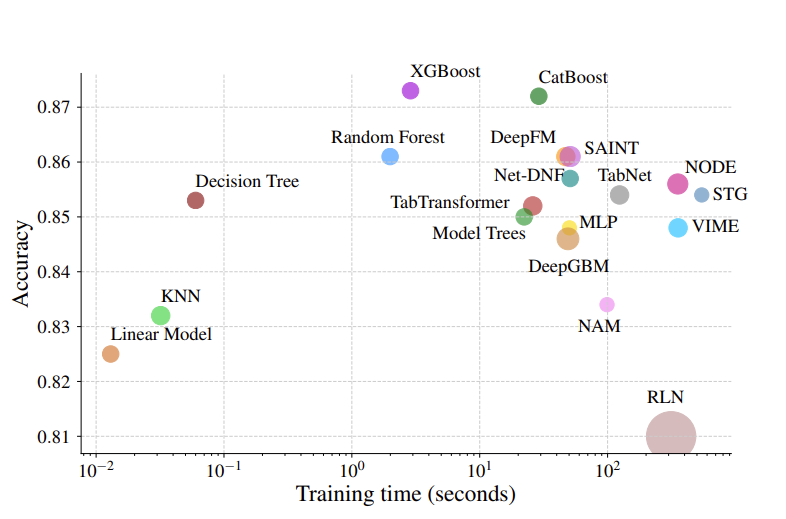 XGBoost
CatBoost
0.87
Random Forest
DeepFM
SAINT
0.86
Net-DNF
TabNet
NODE
Decision Tree
STG
TabTransformer
0.85
MLP
VIME
Model Trees
DeepGBM
0.84
KNN
NAM
0.83
Linear Model
0.82
RLN
0.81
Accuracy
10⁻² 10⁻¹ 10⁰ 10¹ 10²
Training time (seconds)